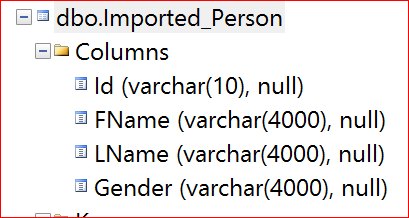 dbo.Imported_Person
Columns
Id (varchar(10), null)
FName (varchar(4000), null)
LName (varchar(4000), null)
Gender (varchar(4000), null)